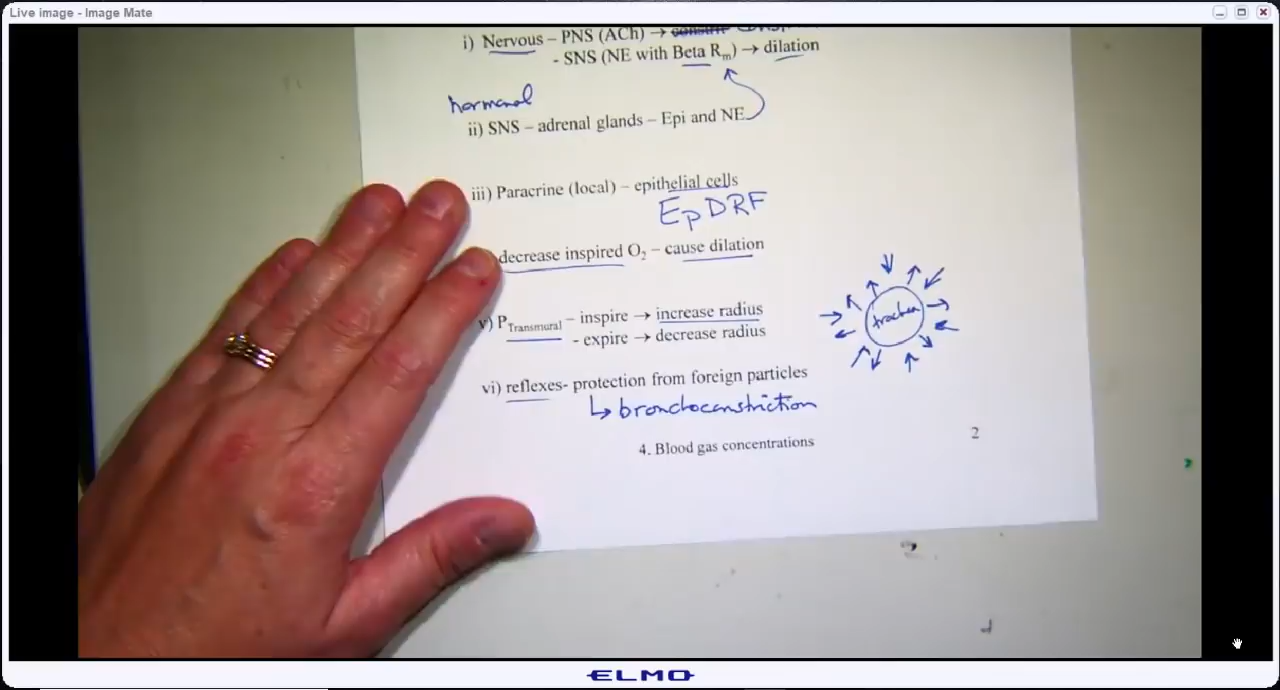 Live image - Image Mate
i) Nervous – PNS (ACh) →
- SNS (NE with Beta Rm) → dilation
hormonal
ii) SNS – adrenal glands – Epi and NE
iii) Paracrine (local) – epithelial cells
EpDRF
decrease inspired O2 – cause dilation
v) PTransmural – inspire → increase radius
- expire → decrease radius
trachea
vi) reflexes- protection from foreign particles
↳ bronchoconstriction
4. Blood gas concentrations
2
ELMO